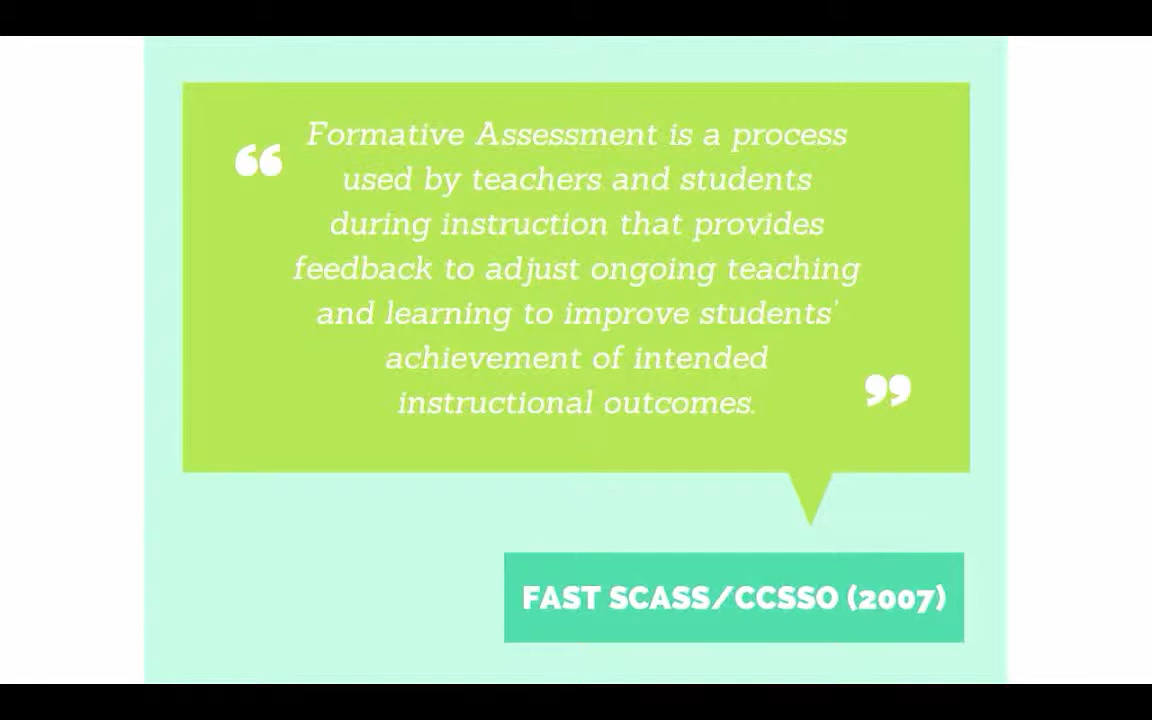 “ Formative Assessment is a process
used by teachers and students
during instruction that provides
feedback to adjust ongoing teaching
and learning to improve students'
achievement of intended
instructional outcomes. ”
FAST SCASS/CCSSO (2007)